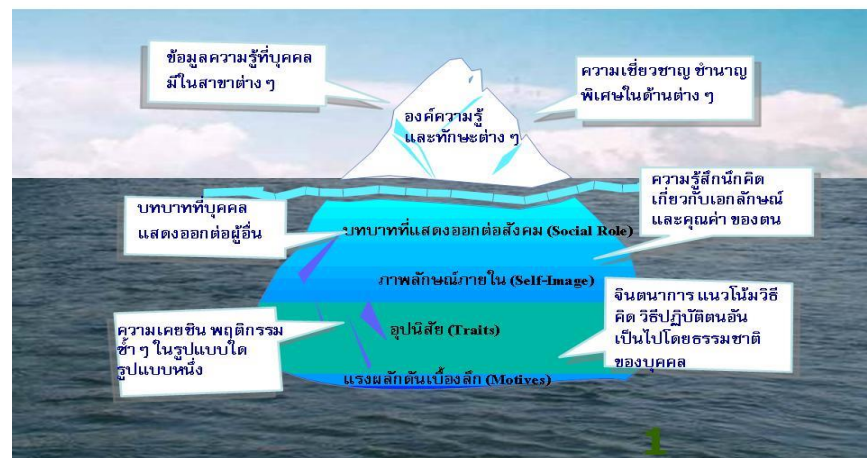 ข้อมูลความรู้ที่บุคคล
มีในสาขาต่าง ๆ
ความเชี่ยวชาญ ชำนาญ
พิเศษในด้านต่าง ๆ
องค์ความรู้
และทักษะต่าง ๆ
บทบาทที่บุคคล
แสดงออกต่อผู้อื่น
ความรู้สึกนึกคิด
เกี่ยวกับเอกลักษณ์
และคุณค่า ของตน
บทบาทที่แสดงออกต่อสังคม (Social Role)
ภาพลักษณ์ภายใน (Self-Image)
ความเคยชิน พฤติกรรม
ซ้ำ ๆ ในรูปแบบใด
รูปแบบหนึ่ง
อุปนิสัย (Traits)
จินตนาการ แนวโน้มวิธี
คิด วิธีปฏิบัติตนอัน
เป็นไปโดยธรรมชาติ
ของบุคคล
แรงผลักดันเบื้องลึก (Motives)
1